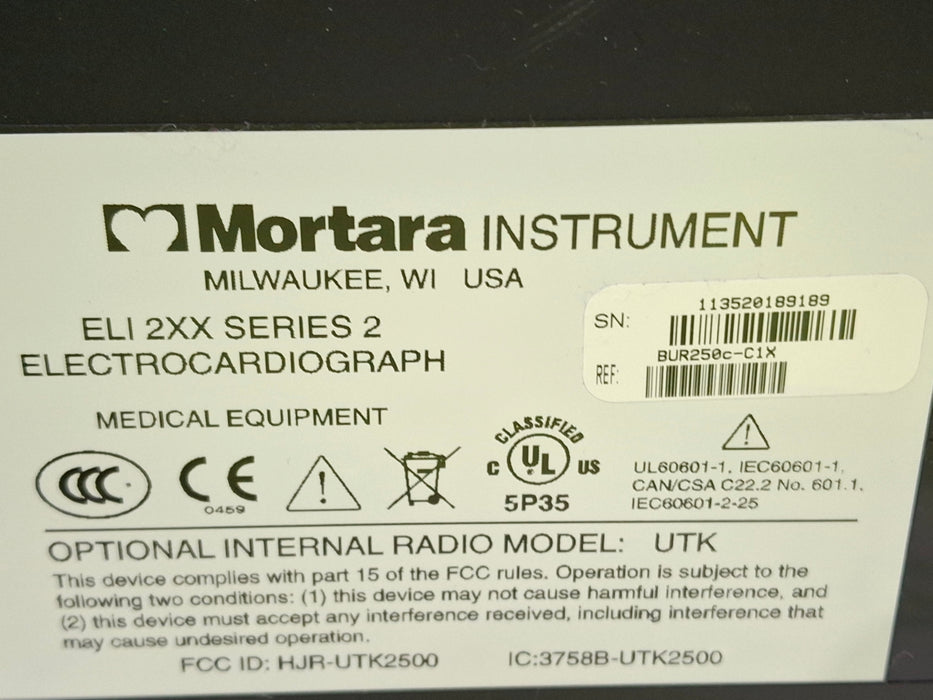 Mortara INSTRUMENT
MILWAUKEE, WI USA
ELI 2XX SERIES 2
ELECTROCARDIOGRAPH
SN: 113520189189
BUR250c-C1X
REF:
MEDICAL EQUIPMENT
CCC
CE
0459
CLASSIFIED
C UL US
5P35
UL60601-1, IEC60601-1,
CAN/CSA C22.2 No. 601.1,
IEC60601-2-25
OPTIONAL INTERNAL RADIO MODEL: UTK
This device complies with part 15 of the FCC rules. Operation is subject to the
following two conditions: (1) this device may not cause harmful interference, and
(2) this device must accept any interference received, including interference that
may cause undesired operation.
FCC ID: HJR-UTK2500 IC:3758B-UTK2500